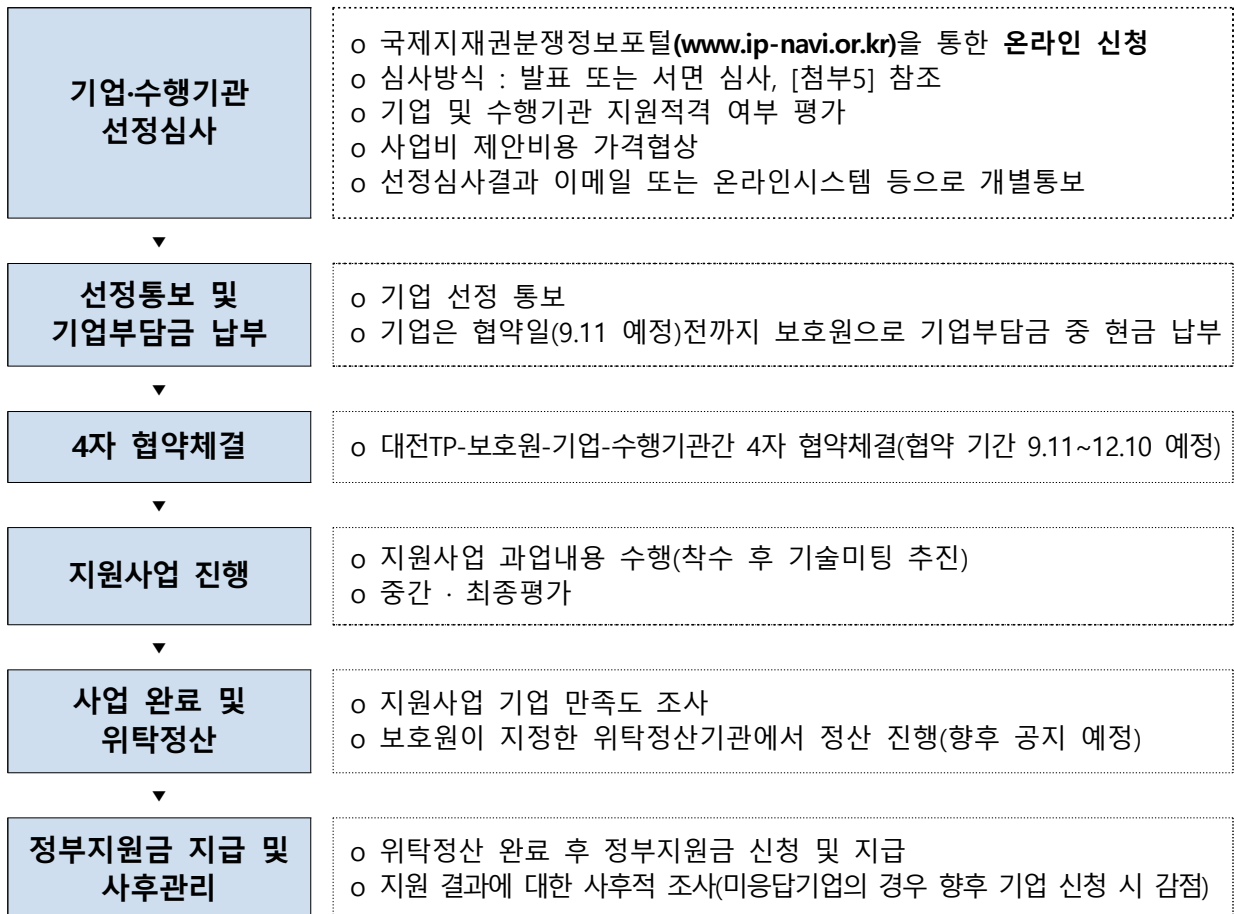 기업·수행기관
선정심사
o 국제지재권분쟁정보포털(www.ip-navi.or.kr)을 통한 온라인 신청
o 심사방식 : 발표 또는 서면 심사, [첨부5] 참조
o 기업 및 수행기관 지원적격 여부 평가
o 사업비 제안비용 가격협상
o 선정심사결과 이메일 또는 온라인시스템 등으로 개별통보
▼
선정통보 및
기업부담금 납부
o 기업 선정 통보
o 기업은 협약일(9.11 예정)전까지 보호원으로 기업부담금 중 현금 납부
▼
4자 협약체결
o 대전TP-보호원-기업-수행기관간 4자 협약체결(협약 기간 9.11~12.10 예정)
▼
지원사업 진행
o 지원사업 과업내용 수행(착수 후 기술미팅 추진)
o 중간 · 최종평가
▼
사업 완료 및
위탁정산
o 지원사업 기업 만족도 조사
o 보호원이 지정한 위탁정산기관에서 정산 진행(향후 공지 예정)
▼
정부지원금 지급 및
사후관리
o 위탁정산 완료 후 정부지원금 신청 및 지급
o 지원 결과에 대한 사후적 조사(미응답기업의 경우 향후 기업 신청 시 감점)